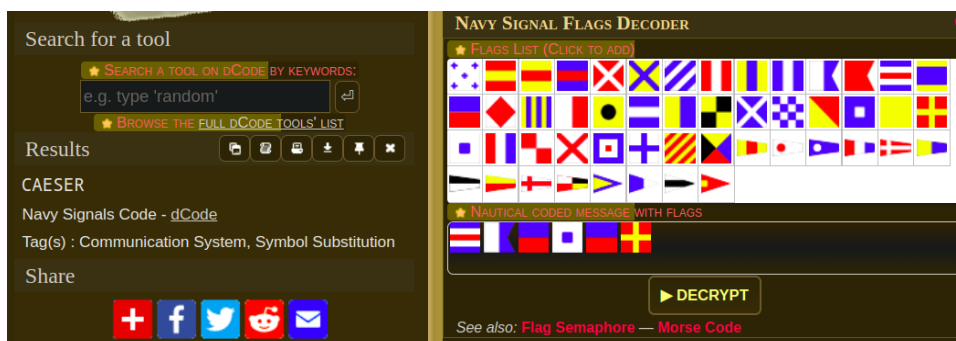 Search for a tool
⭐ SEARCH A TOOL ON DCODE BY KEYWORDS:
e.g. type 'random'
⭐ BROWSE THE FULL DCODE TOOLS' LIST
Results
CAESER
Navy Signals Code - dCode
Tag(s) : Communication System, Symbol Substitution
Share
NAVY SIGNAL FLAGS DECODER
⭐ FLAGS LIST (CLICK TO ADD)
⭐ NAUTICAL CODED MESSAGE WITH FLAGS
▶ DECRYPT
See also: Flag Semaphore — Morse Code